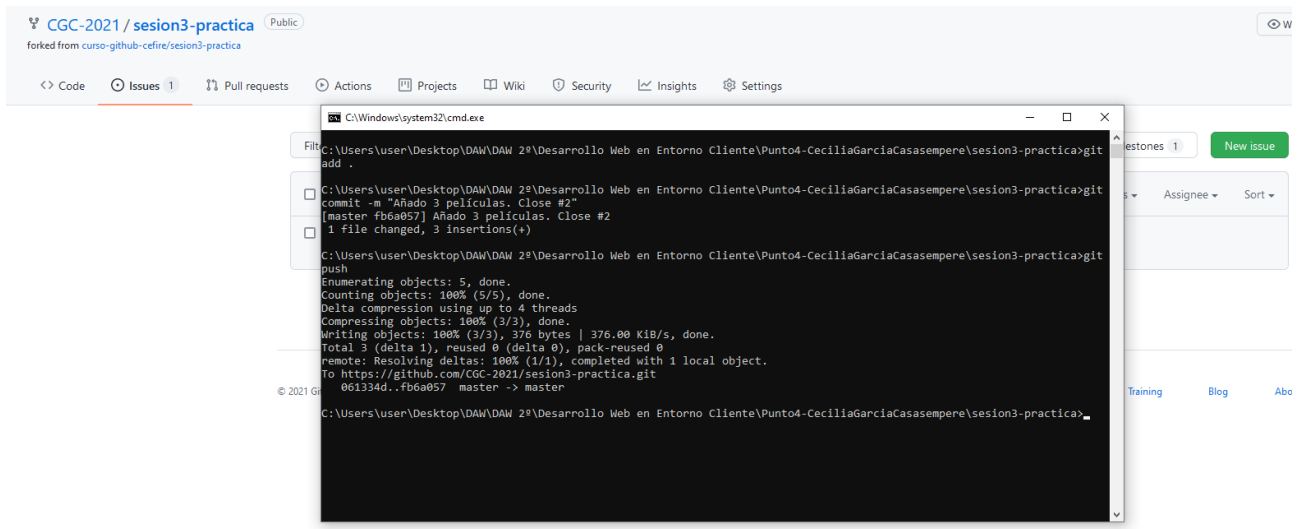 CGC-2021 / sesion3-practica Public
W
forked from curso-github-cefire/sesion3-practica
<> Code Issues 1 Pull requests Actions Projects Wiki Security Insights Settings
C:\Windows\system32\cmd.exe
Filte
lestones 1 New issue
C:\Users\user\Desktop\DAW\DAW 2º\Desarrollo Web en Entorno Cliente\Punto4-CeciliaGarciaCasasempere\sesion3-practica>git
add .
s Assignee Sort
C:\Users\user\Desktop\DAW\DAW 2º\Desarrollo Web en Entorno Cliente\Punto4-CeciliaGarciaCasasempere\sesion3-practica>git
commit -m "Añado 3 películas. Close #2"
[master fb6a057] Añado 3 películas. Close #2
1 file changed, 3 insertions(+)
C:\Users\user\Desktop\DAW\DAW 2º\Desarrollo Web en Entorno Cliente\Punto4-CeciliaGarciaCasasempere\sesion3-practica>git
push
Enumerating objects: 5, done.
Counting objects: 100% (5/5), done.
Delta compression using up to 4 threads
Compressing objects: 100% (3/3), done.
Writing objects: 100% (3/3), 376 bytes | 376.00 KiB/s, done.
Total 3 (delta 1), reused 0 (delta 0), pack-reused 0
remote: Resolving deltas: 100% (1/1), completed with 1 local object.
To https://github.com/CGC-2021/sesion3-practica.git
061334d..fb6a057 master -> master
© 2021 Gi
Training Blog Abo
C:\Users\user\Desktop\DAW\DAW 2º\Desarrollo Web en Entorno Cliente\Punto4-CeciliaGarciaCasasempere\sesion3-practica>